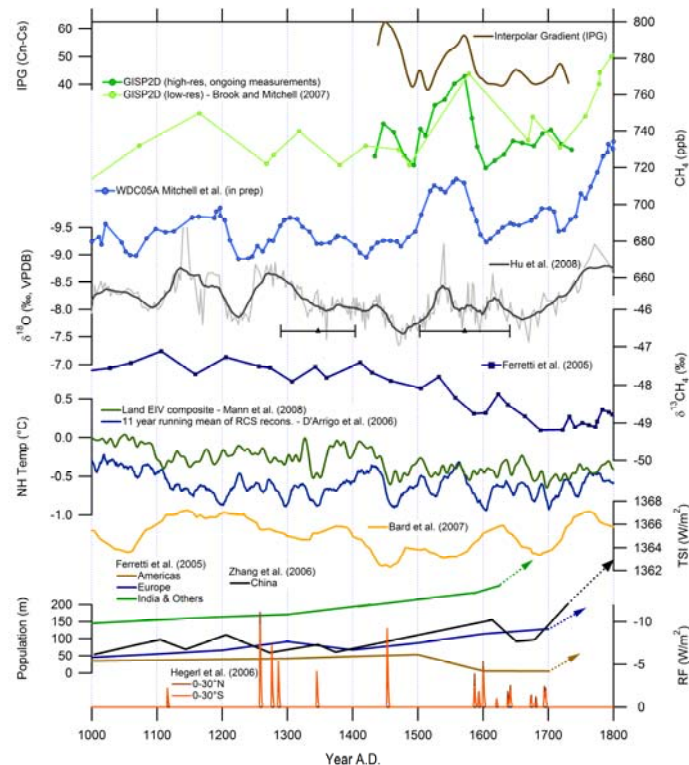 IPG (Cn-Cs)
60
50
40
Interpolar Gradient (IPG)
800
780
760
740
720
700
680
660
CH4 (ppb)
GISP2D (high-res, ongoing measurements)
GISP2D (low-res) - Brook and Mitchell (2007)
WDC05A Mitchell et al. (in prep)
δ18O (‰, VPDB)
-9.5
-9.0
-8.5
-8.0
-7.5
-7.0
Hu et al. (2008)
-46
-47
-48
-49
-50
δ13CH4 (‰)
Ferretti et al. (2005)
NH Temp (°C)
0.5
0.0
-0.5
-1.0
Land EIV composite - Mann et al. (2008)
11 year running mean of RCS recons. - D'Arrigo et al. (2006)
Bard et al. (2007)
1368
1366
1364
1362
TSI (W/m2)
Ferretti et al. (2005)
Americas
Europe
India & Others
Zhang et al. (2006)
China
Population (m)
200
150
100
50
0
Hegerl et al. (2006)
0-30°N
0-30°S
-10
-5
0
RF (W/m2)
1000
1100
1200
1300
1400
1500
1600
1700
1800
Year A.D.